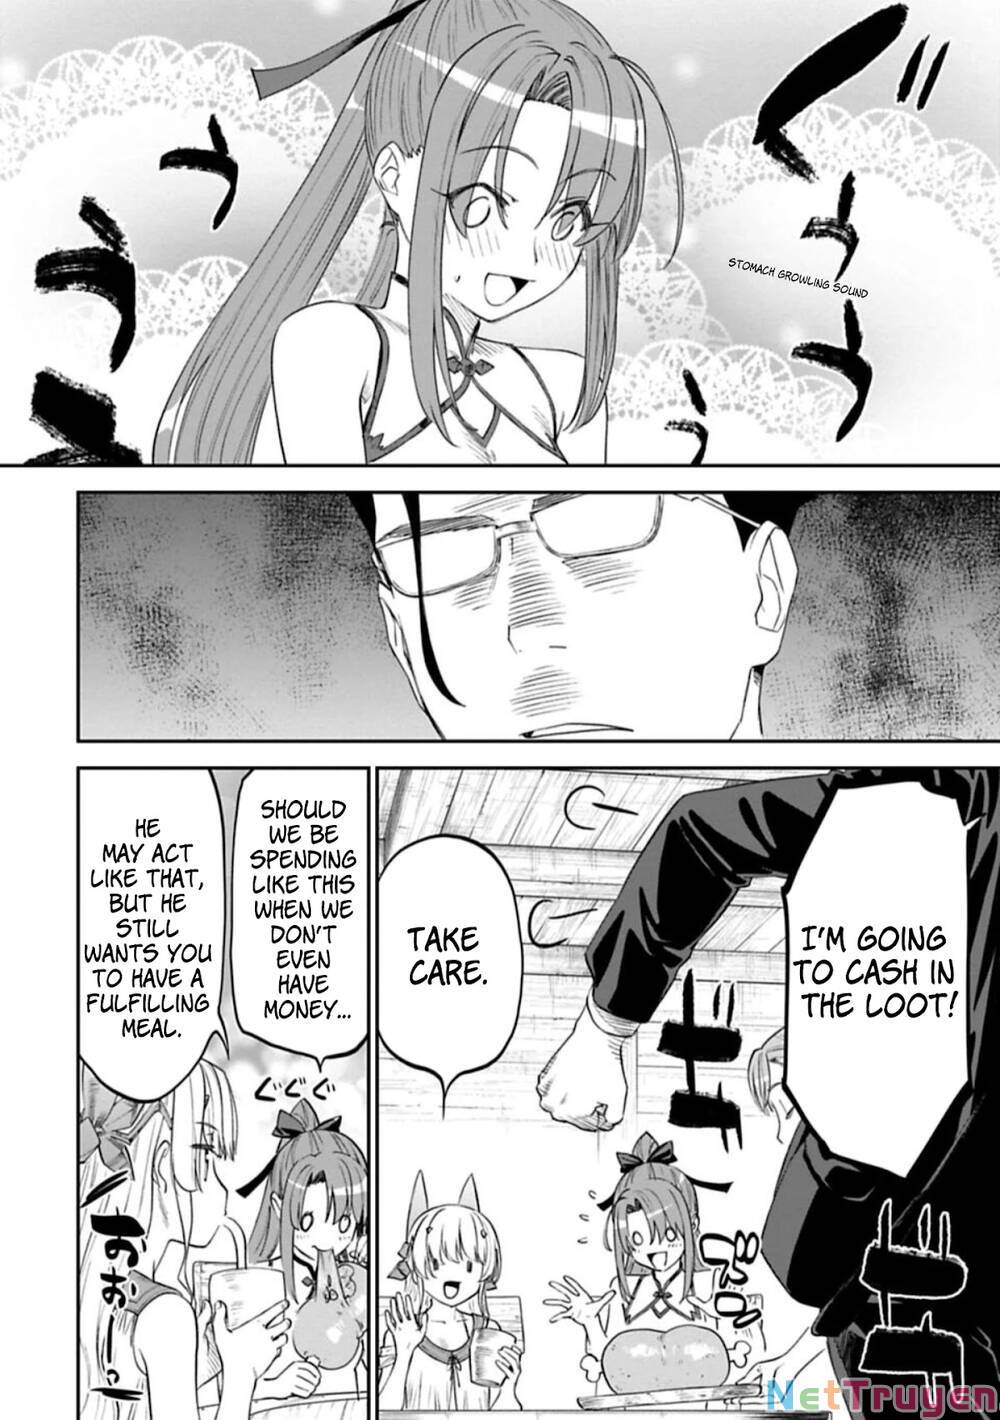 STOMACH GROWLING SOUND
I'M GOING
TO CASH IN
THE LOOT!
TAKE
CARE.
SHOULD
WE BE
SPENDING
LIKE THIS
WHEN WE
DON'T
EVEN
HAVE
MONEY...
HE
MAY ACT
LIKE THAT,
BUT HE
STILL
WANTS YOU
TO HAVE A
FULFILLING
MEAL.
ぐぐぐ
おおーっ
NetTruyen